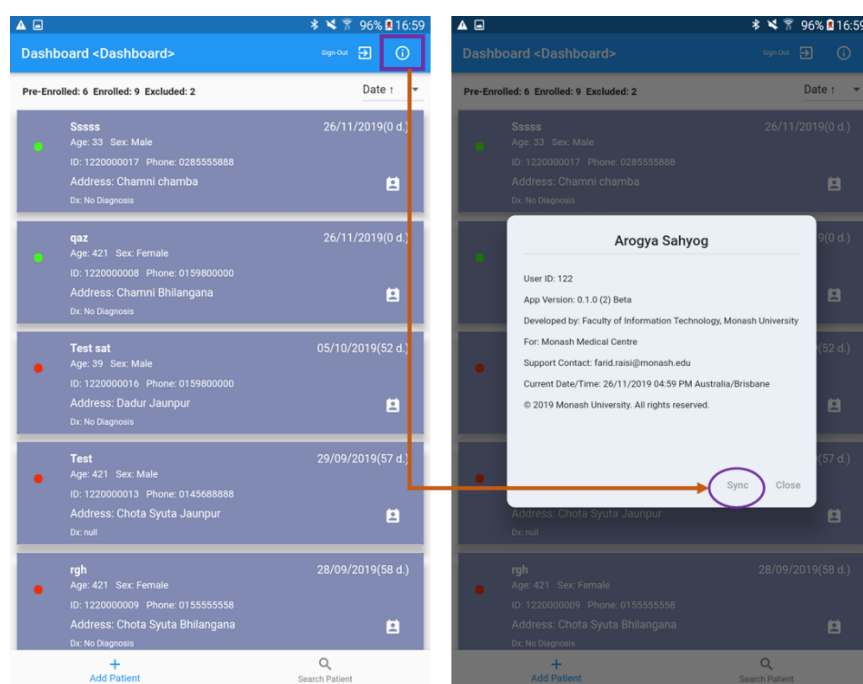 96% 16:59
Dashboard <Dashboard>
Sign-Out
Pre-Enrolled: 6 Enrolled: 9 Excluded: 2
Date ↑
Sssss
26/11/2019(0 d.)
Age: 33 Sex: Male
ID: 1220000017 Phone: 0285555888
Address: Chamni chamba
Dx: No Diagnosis
qaz
26/11/2019(0 d.)
Age: 421 Sex: Female
ID: 1220000008 Phone: 0159800000
Address: Chamni Bhilangana
Dx: No Diagnosis
Test sat
05/10/2019(52 d.)
Age: 39 Sex: Male
ID: 1220000016 Phone: 0159800000
Address: Dadur Jaunpur
Dx: No Diagnosis
Test
29/09/2019(57 d.)
Age: 421 Sex: Male
ID: 1220000013 Phone: 0145688888
Address: Chota Syuta Jaunpur
Dx: null
rgh
28/09/2019(58 d.)
Age: 421 Sex: Female
ID: 1220000009 Phone: 0155555558
Address: Chota Syuta Bhilangana
Dx: No Diagnosis
Add Patient
Search Patient
96% 16:59
Dashboard <Dashboard>
Sign-Out
Pre-Enrolled: 6 Enrolled: 9 Excluded: 2
Date ↑
Sssss
26/11/2019(0 d.)
Age: 33 Sex: Male
ID: 1220000017 Phone: 0285555888
Address: Chamni chamba
Dx: No Diagnosis
9(0 d.)
Arogya Sahyog
User ID: 122
App Version: 0.1.0 (2) Beta
Developed by: Faculty of Information Technology, Monash University
For: Monash Medical Centre
(52 d.)
Support Contact: farid.raisi@monash.edu
Current Date/Time: 26/11/2019 04:59 PM Australia/Brisbane
© 2019 Monash University. All rights reserved.
(57 d.)
Sync Close
Address: Chota Syuta Jaunpur
Dx: null
rgh
28/09/2019(58 d.)
Age: 421 Sex: Female
ID: 1220000009 Phone: 0155555558
Address: Chota Syuta Bhilangana
Dx: No Diagnosis
Add Patient
Search Patient